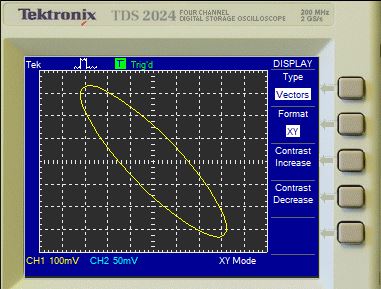 Tektronix TDS 2024 FOUR CHANNEL DIGITAL STORAGE OSCILLOSCOPE 200 MHz 2 GS/s
Tek T Trig'd DISPLAY
Type
Vectors
Format
XY
Contrast
Increase
Contrast
Decrease
CH1 100mV CH2 50mV XY Mode